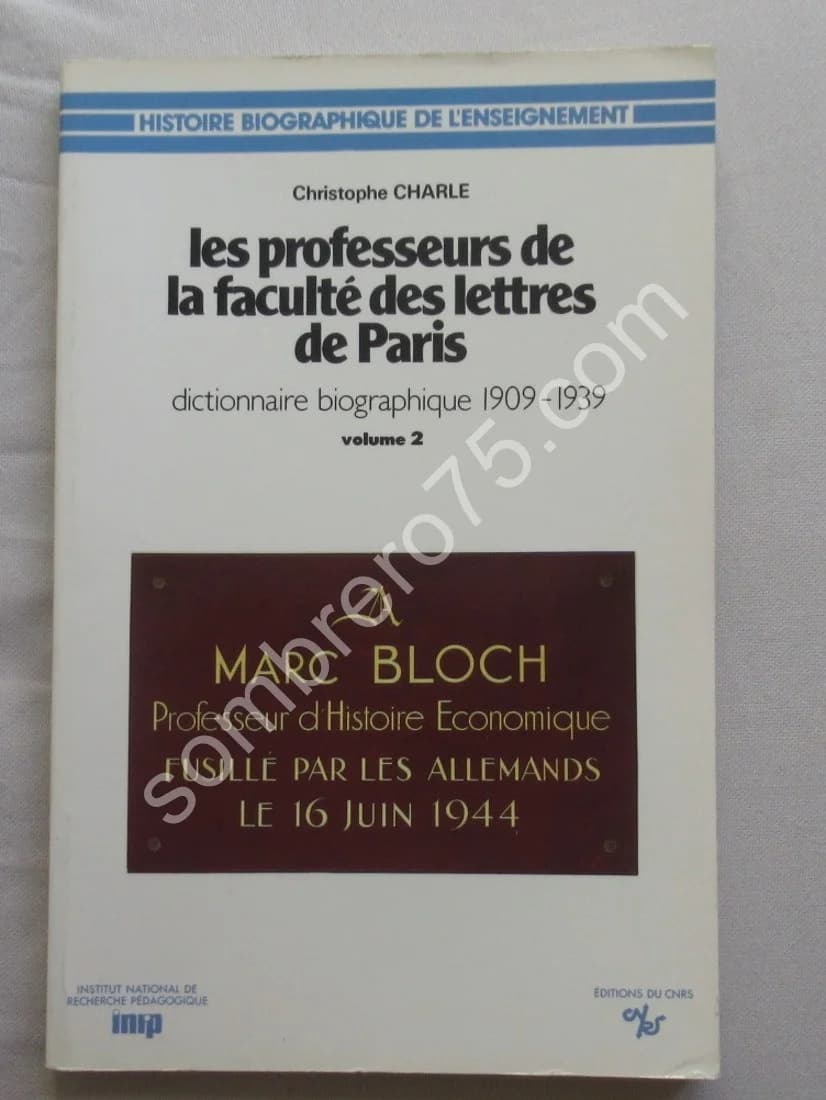 HISTOIRE BIOGRAPHIQUE DE L'ENSEIGNEMENT
Christophe CHARLE
les professeurs de
la faculté des lettres
de Paris
dictionnaire biographique 1909-1939
volume 2
MARC BLOCH
Professeur d'Histoire Economique
FUSILLÉ PAR LES ALLEMANDS
LE 16 JUIN 1944
INSTITUT NATIONAL DE
RECHERCHE PÉDAGOGIQUE
inrp
ÉDITIONS DU CNRS
cnrs
sombrero75.com